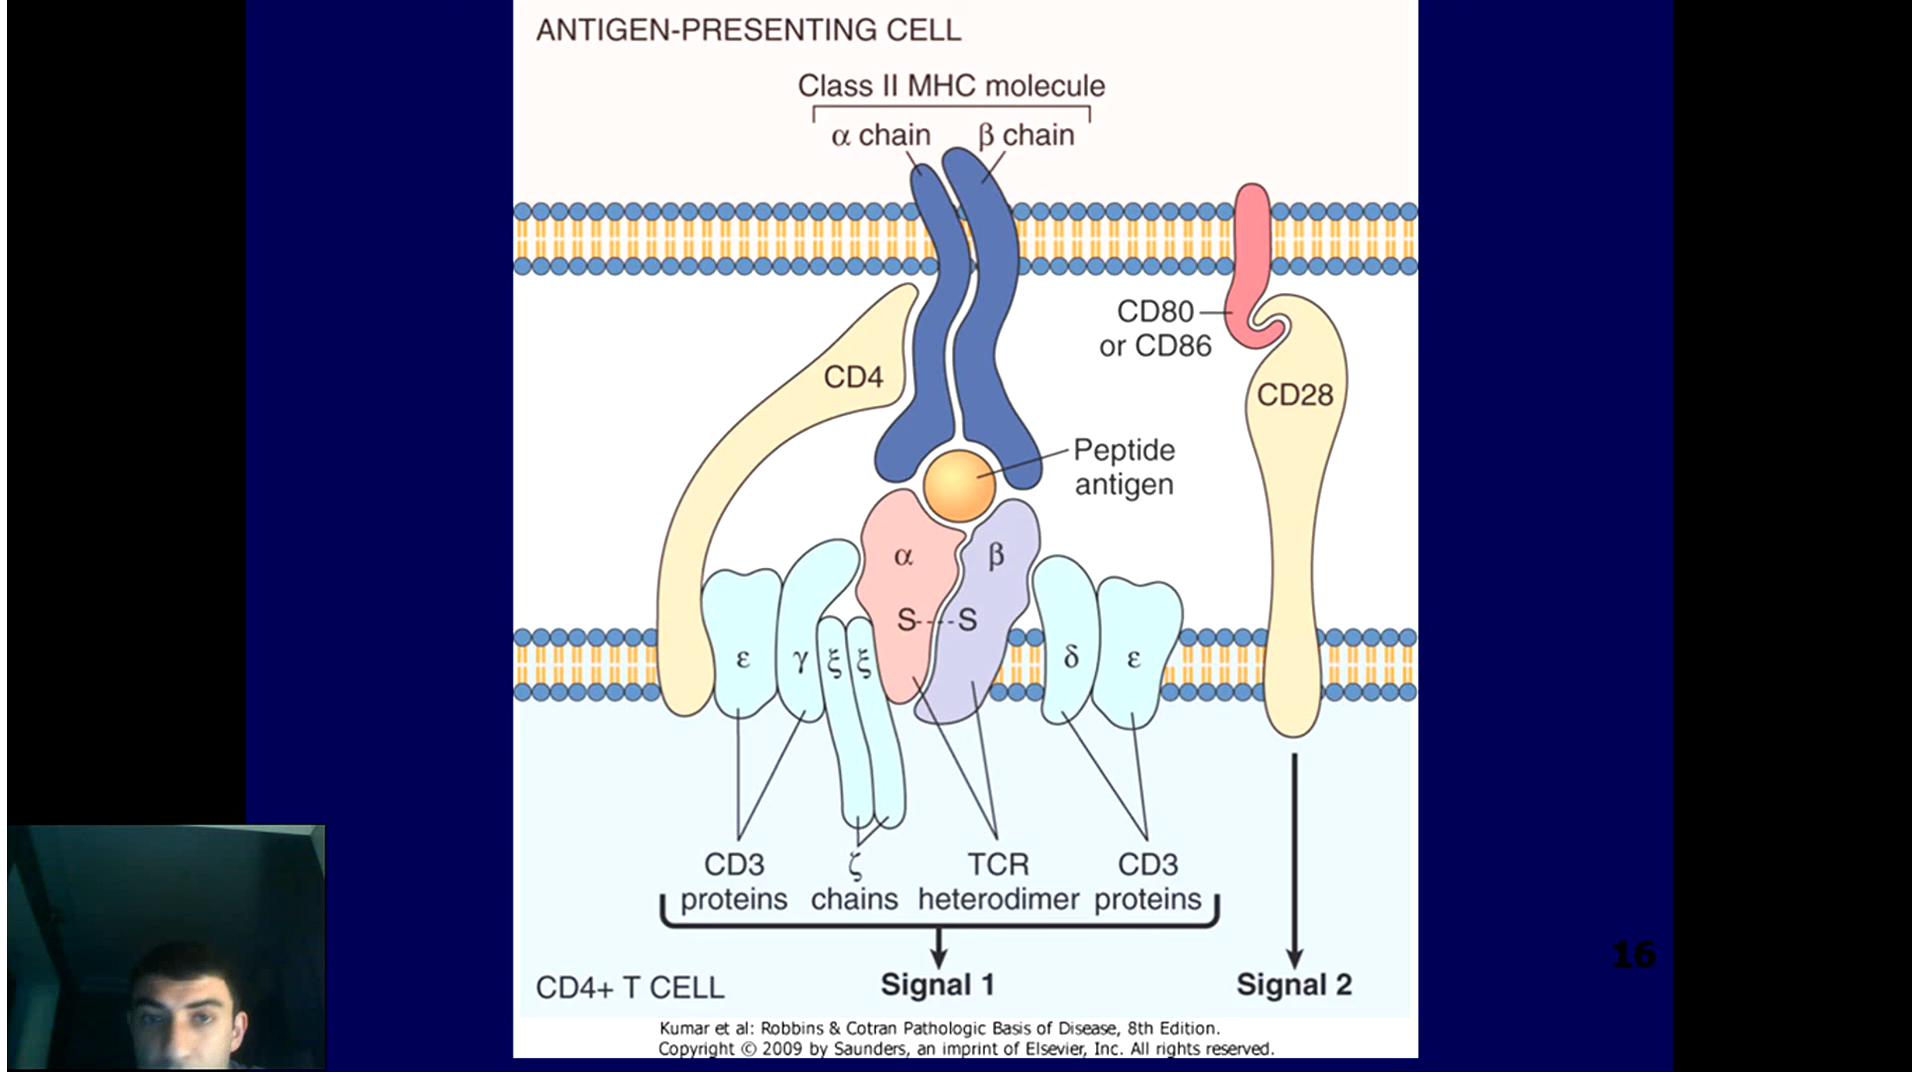 ANTIGEN-PRESENTING CELL
Class II MHC molecule
α chain
β chain
CD80
or CD86
CD4
CD28
Peptide
antigen
α
β
S----S
ε
γ
ξ
ξ
δ
ε
CD3
proteins
ζ
chains
TCR
heterodimer
CD3
proteins
16
CD4+ T CELL
Signal 1
Signal 2
Kumar et al: Robbins & Cotran Pathologic Basis of Disease, 8th Edition.
Copyright © 2009 by Saunders, an imprint of Elsevier, Inc. All rights reserved.